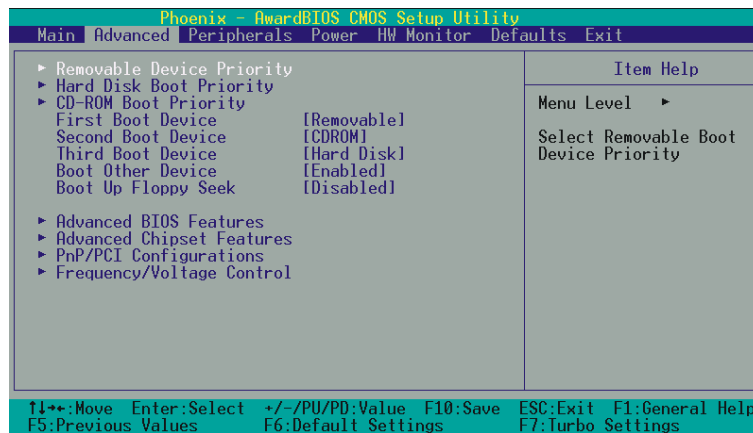 Phoenix - AwardBIOS CMOS Setup Utility
Main Advanced Peripherals Power HW Monitor Defaults Exit
▶ Removable Device Priority
▶ Hard Disk Boot Priority
▶ CD-ROM Boot Priority
First Boot Device [Removable]
Second Boot Device [CDROM]
Third Boot Device [Hard Disk]
Boot Other Device [Enabled]
Boot Up Floppy Seek [Disabled]
▶ Advanced BIOS Features
▶ Advanced Chipset Features
▶ PnP/PCI Configurations
▶ Frequency/Voltage Control
Item Help
Menu Level ▶
Select Removable Boot
Device Priority
↑↓→←:Move Enter:Select +/-/PU/PD:Value F10:Save ESC:Exit F1:General Help
F5:Previous Values F6:Default Settings F7:Turbo Settings